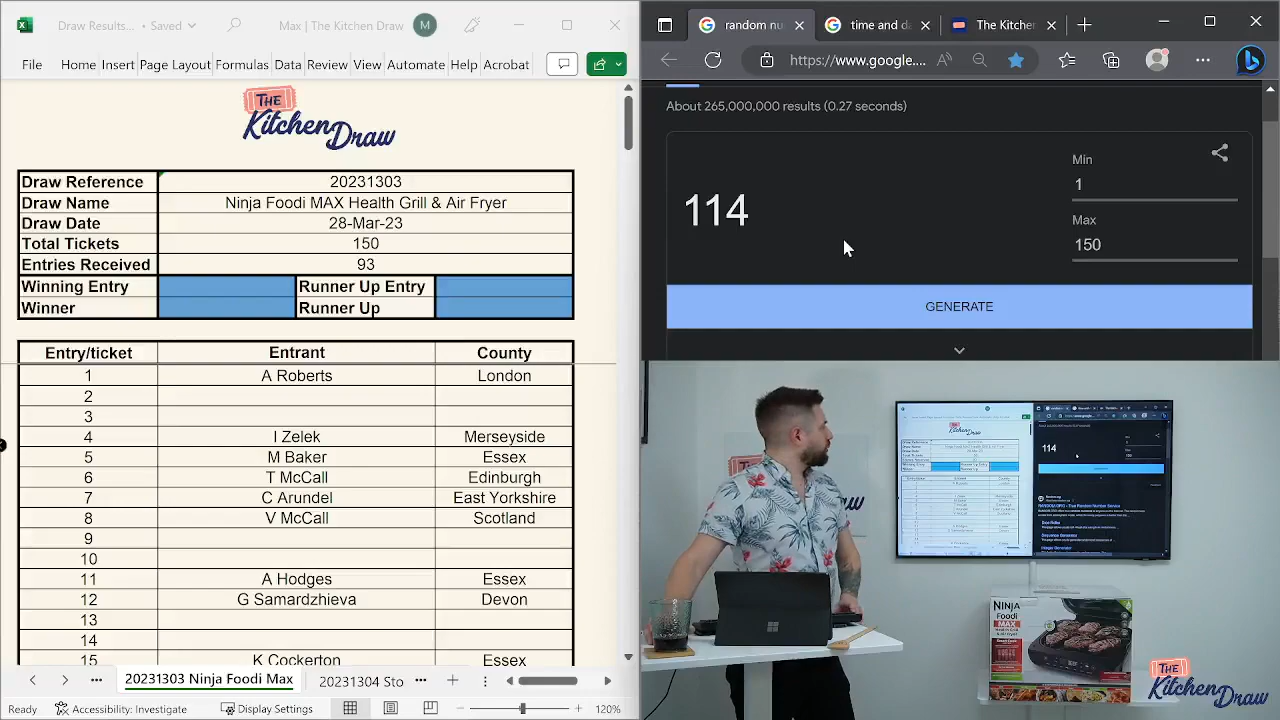 Draw Results... • Saved
Max | The Kitchen Draw
M
File Home Insert Page Layout Formulas Data Review View Automate Help Acrobat
THE
Kitchen Draw
Draw Reference 20231303
Draw Name Ninja Foodi MAX Health Grill & Air Fryer
Draw Date 28-Mar-23
Total Tickets 150
Entries Received 93
Winning Entry Runner Up Entry
Winner Runner Up
Entry/ticket Entrant County
1 A Roberts London
2
3
4 I Zelek Merseyside
5 M Barker Essex
6 T McCall Edinburgh
7 C Arundel East Yorkshire
8 V McCall Scotland
9
10
11 A Hodges Essex
12 G Samardzhieva Devon
13
14
15 K Cockerton Essex
20231303 Ninja Foodi Max 20231304 Sto
Ready Accessibility: Investigate Display Settings 120%
random nu
time and da
The Kitchen
https://www.google....
About 265,000,000 results (0.27 seconds)
114
Min
1
Max
150
GENERATE
114
NINJA
Foodi
MAX
THE
Kitchen Draw